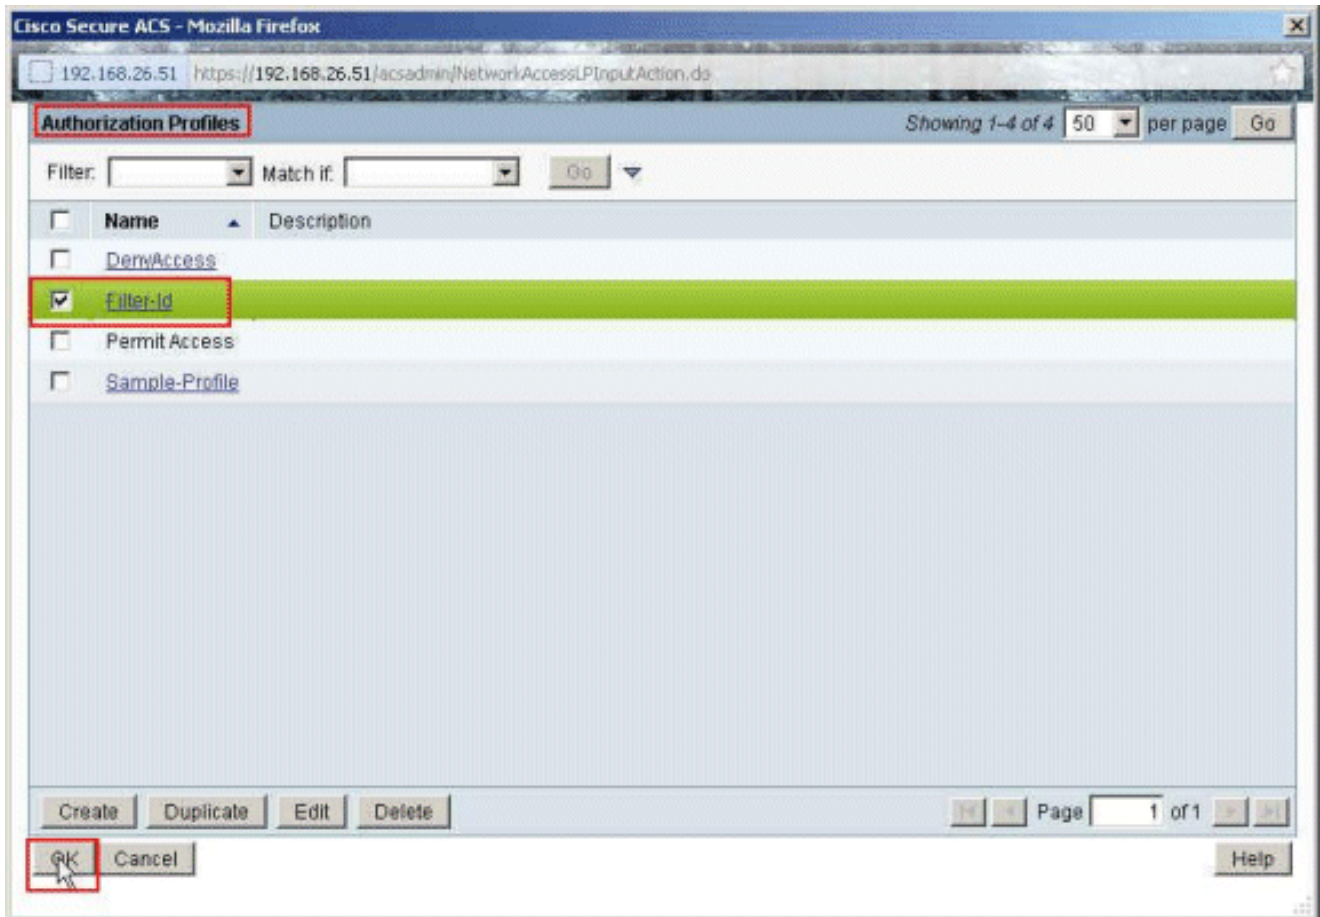 Cisco Secure ACS - Mozilla Firefox
192.168.26.51 https://192.168.26.51/acsadmin/NetworkAccessLPInputAction.do
Authorization Profiles Showing 1-4 of 4 50 per page Go
Filter: Match if: Go
Name Description
DenyAccess
Filter-Id
Permit Access
Sample-Profile
Create Duplicate Edit Delete Page 1 of 1
OK Cancel Help